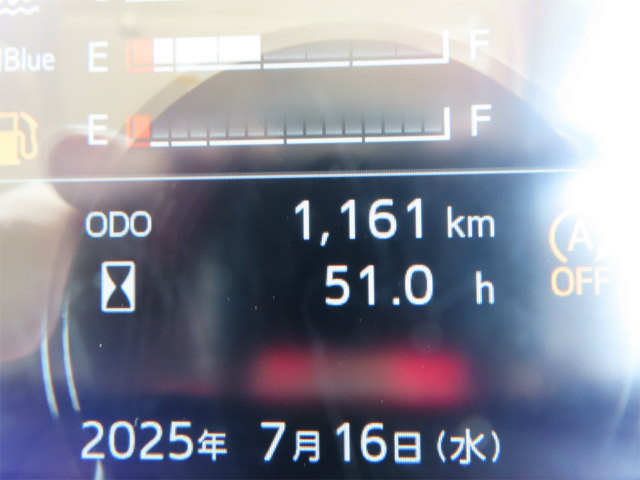 lBlue E F
E F
ODO 1,161 km
51.0 h
(A) OFF
2025年 7月16日(水)